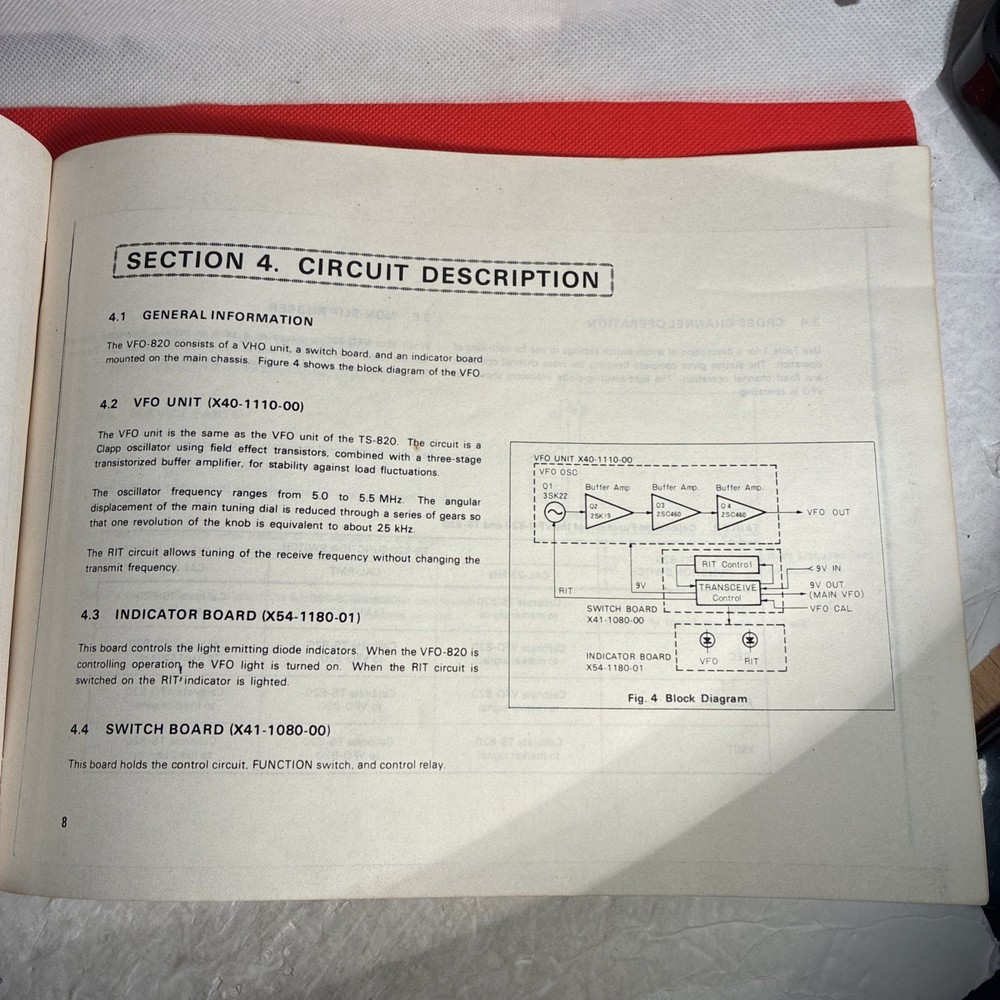 SECTION 4. CIRCUIT DESCRIPTION
4.1 GENERAL INFORMATION
The VFO-820 consists of a VHO unit, a switch board, and an indicator board
mounted on the main chassis. Figure 4 shows the block diagram of the VFO.
4.2 VFO UNIT (X40-1110-00)
The VFO unit is the same as the VFO unit of the TS-820. The circuit is a
Clapp oscillator using field effect transistors, combined with a three-stage
transistorized buffer amplifier, for stability against load fluctuations.
The oscillator frequency ranges from 5.0 to 5.5 MHz. The angular
displacement of the main tuning dial is reduced through a series of gears so
that one revolution of the knob is equivalent to about 25 kHz.
The RIT circuit allows tuning of the receive frequency without changing the
transmit frequency.
4.3 INDICATOR BOARD (X54-1180-01)
This board controls the light emitting diode indicators. When the VFO-820 is
controlling operation, the VFO light is turned on. When the RIT circuit is
switched on the RIT indicator is lighted.
4.4 SWITCH BOARD (X41-1080-00)
This board holds the control circuit, FUNCTION switch, and control relay.
8
VFO UNIT X40-1110-00
VFO OSC
Q1
3SK22
Buffer Amp
Buffer Amp.
Buffer Amp.
Q2
2SK19
Q3
2SC460
Q4
2SC460
VFO OUT
RIT Control
9V IN
RIT
9V
TRANSCEIVE
Control
9V OUT
(MAIN VFO)
VFO CAL
SWITCH BOARD
X41-1080-00
INDICATOR BOARD
X54-1180-01
VFO
RIT
Fig. 4 Block Diagram